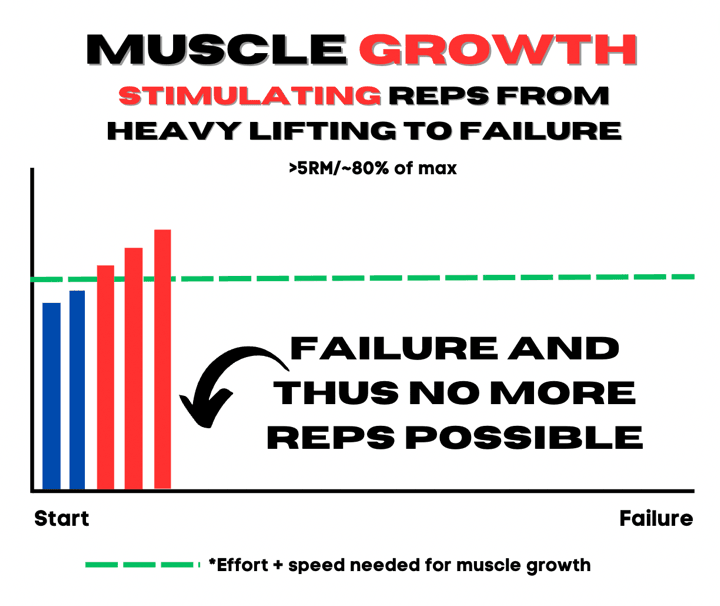 MUSCLE GROWTH
STIMULATING REPS FROM
HEAVY LIFTING TO FAILURE
>5RM/~80% of max
FAILURE AND
THUS NO MORE
REPS POSSIBLE
Start
Failure
*Effort + speed needed for muscle growth